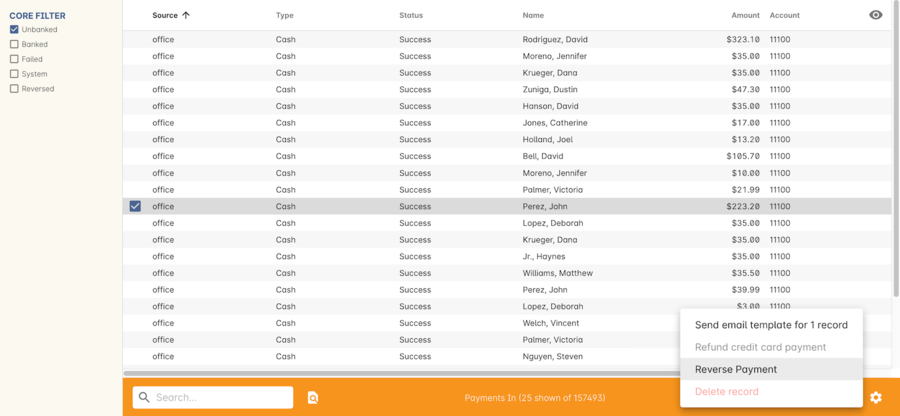 CORE FILTER
Unbanked
Banked
Failed
System
Reversed
Source Type Status Name Amount Account
office Cash Success Rodriguez, David $323.10 11100
office Cash Success Moreno, Jennifer $35.00 11100
office Cash Success Krueger, Dana $35.00 11100
office Cash Success Zuniga, Dustin $47.30 11100
office Cash Success Hanson, David $35.00 11100
office Cash Success Jones, Catherine $17.00 11100
office Cash Success Holland, Joel $13.20 11100
office Cash Success Bell, David $105.70 11100
office Cash Success Moreno, Jennifer $10.00 11100
office Cash Success Palmer, Victoria $21.99 11100
office Cash Success Perez, John $223.20 11100
office Cash Success Lopez, Deborah $35.00 11100
office Cash Success Krueger, Dana $35.00 11100
office Cash Success Jr., Haynes $35.00 11100
office Cash Success Williams, Matthew $35.50 11100
office Cash Success Perez, John $39.99 11100
office Cash Success Lopez, Deborah $3.00 11100
office Cash Success Welch, Vincent
office Cash Success Palmer, Victoria
office Cash Success Nguyen, Steven
Send email template for 1 record
Refund credit card payment
Reverse Payment
Delete record
Search...
Payments In (25 shown of 157493)